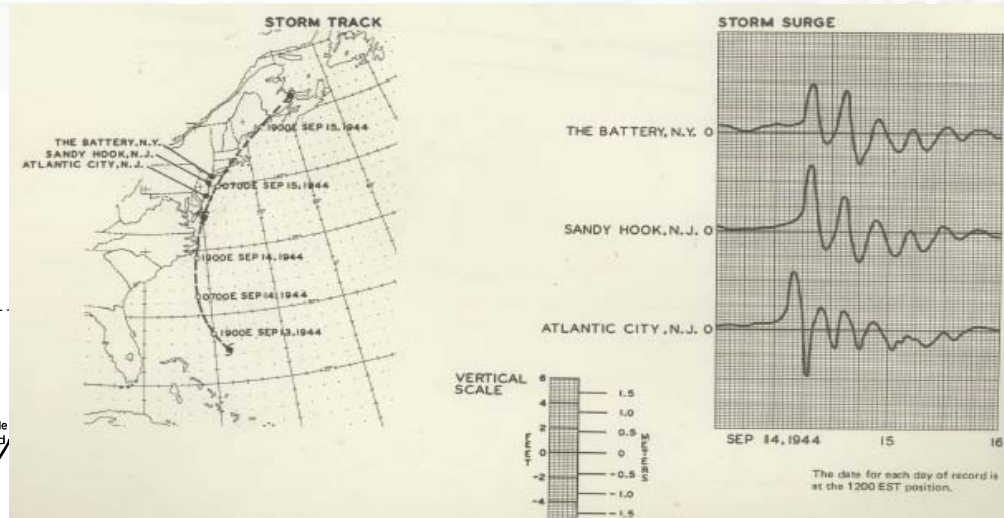 STORM TRACK
1900E SEP 15, 1944
THE BATTERY, N.Y.
SANDY HOOK, N.J.
ATLANTIC CITY, N.J.
0700E SEP 15, 1944
1900E SEP 14, 1944
0700E SEP 14, 1944
1900E SEP 13, 1944
STORM SURGE
THE BATTERY, N.Y. 0
SANDY HOOK, N.J. 0
ATLANTIC CITY, N.J. 0
SEP 14, 1944 15 16
VERTICAL
SCALE
6
4
2
0
-2
-4
FEET
1.5
1.0
0.5
0
-0.5
-1.0
-1.5
METERS
The date for each day of record is
at the 1200 EST position.